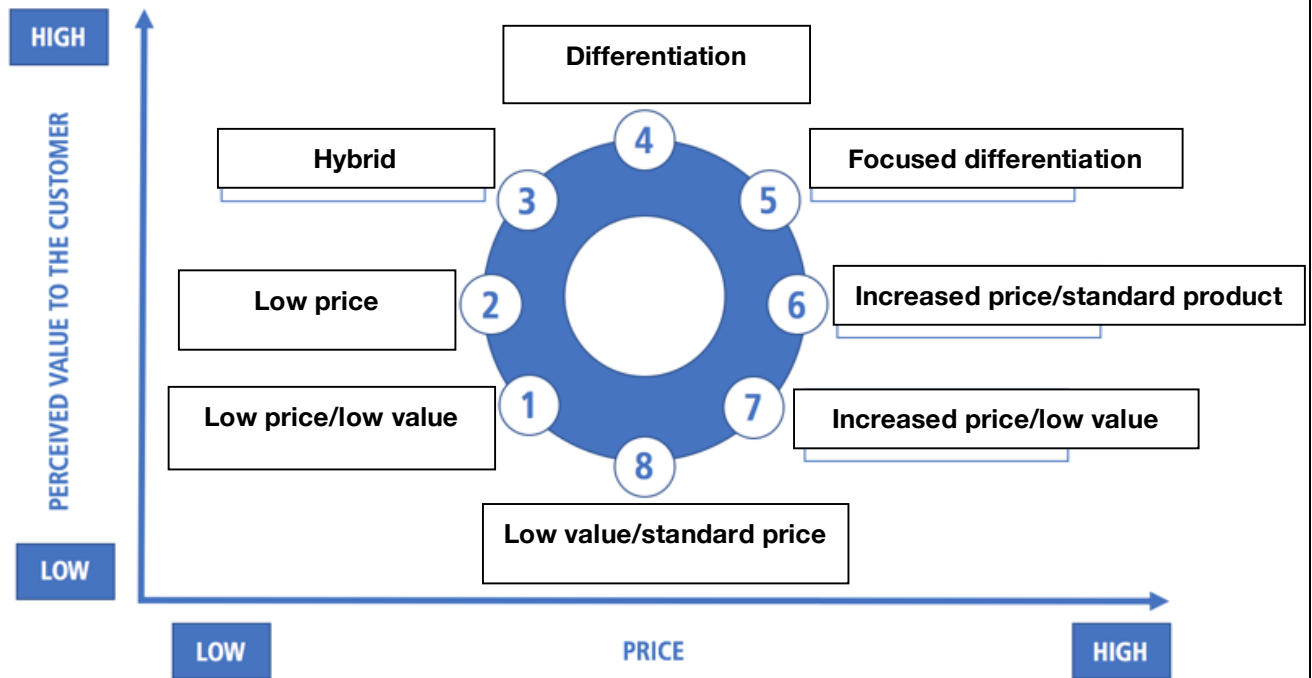 HIGH
Differentiation
Hybrid
4
Focused differentiation
3
5
PERCEIVED VALUE TO THE CUSTOMER
Low price
2
6
Increased price/standard product
Low price/low value
1
7
Increased price/low value
8
Low value/standard price
LOW
LOW
PRICE
HIGH